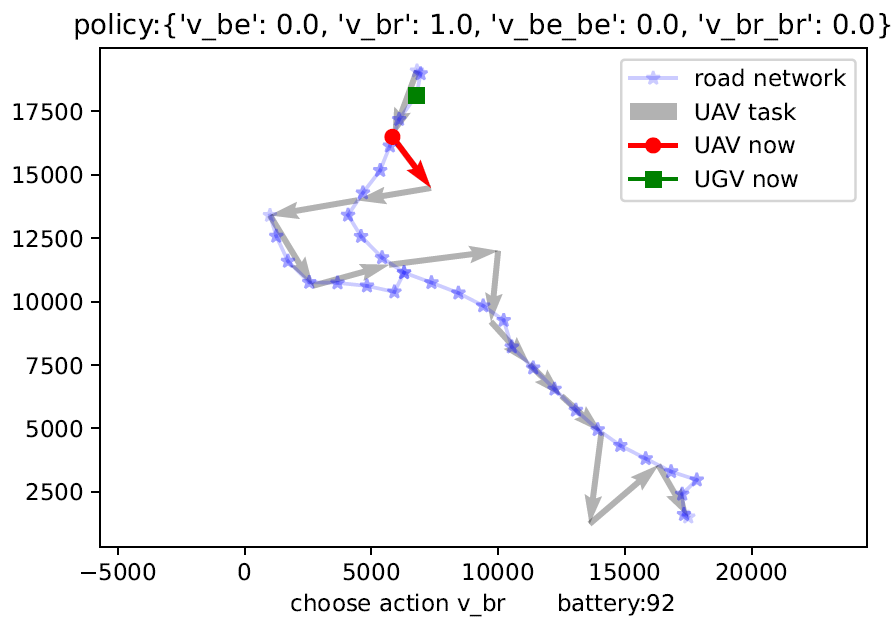 policy:{'v_be': 0.0, 'v_br': 1.0, 'v_be_be': 0.0, 'v_br_br': 0.0}
road network
UAV task
UAV now
UGV now
17500
15000
12500
10000
7500
5000
2500
−5000 0 5000 10000 15000 20000
choose action v_br battery:92